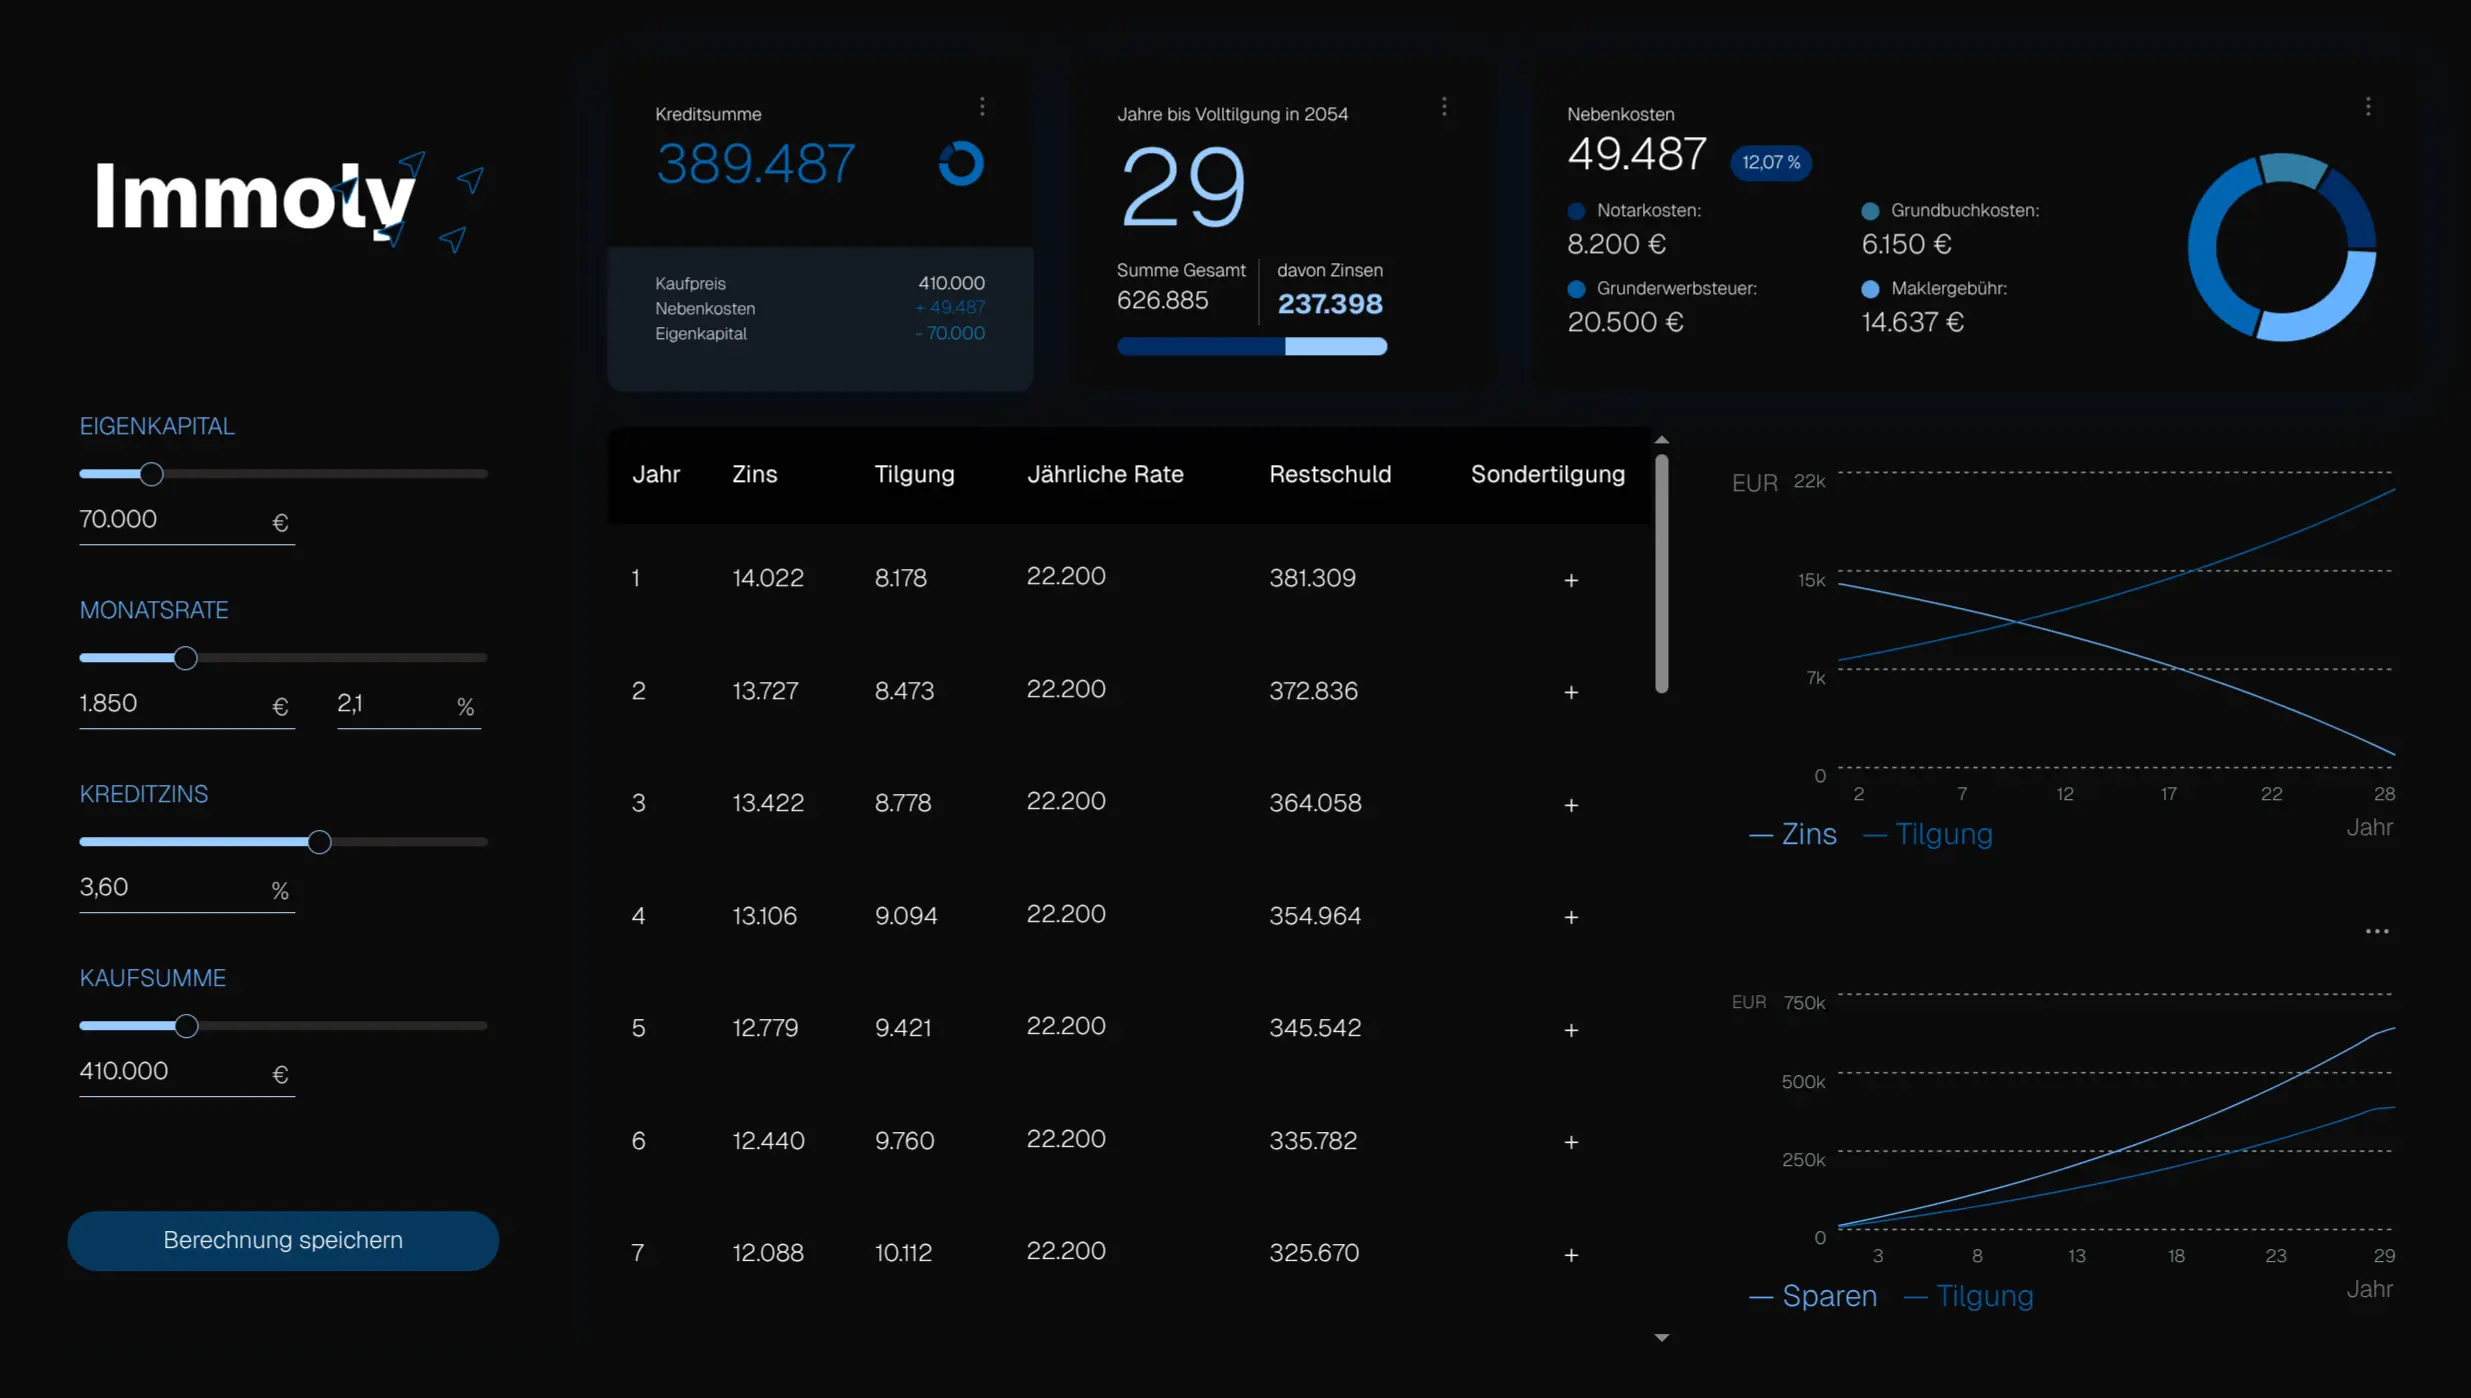 Immoly
EIGENKAPITAL
70.000 €
MONATSRATE
1.850 € 2,1 %
KREDITZINS
3,60 %
KAUFSUMME
410.000 €
Berechnung speichern
Kreditsumme
389.487
Kaufpreis 410.000
Nebenkosten + 49.487
Eigenkapital - 70.000
Jahre bis Volltilgung in 2054
29
Summe Gesamt davon Zinsen
626.885 237.398
Nebenkosten
49.487 12,07 %
Notarkosten: Grundbuchkosten:
8.200 € 6.150 €
Grunderwerbsteuer: Maklergebühr:
20.500 € 14.637 €
Jahr Zins Tilgung Jährliche Rate Restschuld Sondertilgung
1 14.022 8.178 22.200 381.309 +
2 13.727 8.473 22.200 372.836 +
3 13.422 8.778 22.200 364.058 +
4 13.106 9.094 22.200 354.964 +
5 12.779 9.421 22.200 345.542 +
6 12.440 9.760 22.200 335.782 +
7 12.088 10.112 22.200 325.670 +
EUR 22k
15k
7k
0
2 7 12 17 22 28
Jahr
Zins Tilgung
EUR 750k
500k
250k
0
3 8 13 18 23 29
Jahr
Sparen Tilgung